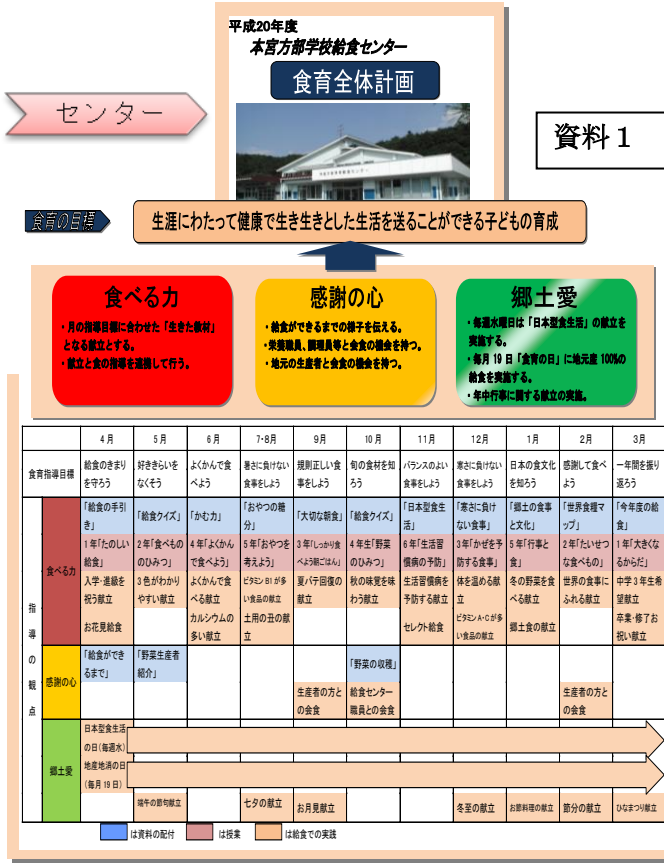 平成20年度
本宮方部学校給食センター
食育全体計画
センター
資料１
食育の目標
生涯にわたって健康で生き生きとした生活を送ることができる子どもの育成
食べる力
・月の指導目標に合わせた「生きた教材」
となる献立とする。
・献立と食の指導を連携して行う。
感謝の心
・給食ができるまでの様子を伝える。
・栄養職員、調理員等と会食の機会を持つ。
・地元の生産者と会食の機会を持つ。
郷土愛
・毎週水曜日は「日本型食生活」の献立を
実施する。
・毎月19日「食育の日」に地元産100%の
給食を実施する。
・年中行事に関する献立の実施。
4月 5月 6月 7・8月 9月 10月 11月 12月 1月 2月 3月
食育指導目標 給食のきまりを守ろう 好ききらいをなくそう よくかんで食べよう 暑さに負けない食事をしよう 規則正しい食事をしよう 旬の食材を知ろう バランスのよい食事をしよう 寒さに負けない食事をしよう 日本の食文化を知ろう 感謝して食べよう 一年間を振り返ろう
指導の観点
食べる力
「給食の手引き」 「給食クイズ」 「かむ力」 「おやつの糖分」 「大切な朝食」 「給食クイズ」 「日本型食生活」 「寒さに負けない食事」 「郷土の食事と文化」 「世界食糧マップ」 「今年度の給食」
1年「たのしい給食」 2年「食べもののひみつ」 4年「よくかんで食べよう」 5年「おやつを考えよう」 3年「しっかり食べよう朝ごはん」 4年生「野菜のひみつ」 6年「生活習慣病の予防」 3年「かぜを予防する食事」 5年「行事と食」 2年「たいせつな食べもの」 1年「大きくなるからだ」
入学・進級を祝う献立 3色がわかりやすい献立 よくかんで食べる献立 ビタミンB1が多い食品の献立 夏バテ回復の献立 秋の味覚を味わう献立 生活習慣病を予防する献立 体を温める献立 冬の野菜を食べる献立 世界の食事にふれる献立 中学3年生希望献立
お花見給食 カルシウムの多い献立 土用の丑の献立 セレクト給食 ビタミンA・Cが多い食品の献立 郷土食の献立 卒業・修了お祝い献立
感謝の心
「給食ができるまで」 「野菜生産者紹介」 「野菜の収穫」
生産者の方との会食 給食センター職員との会食 生産者の方との会食
郷土愛
日本型食生活の日（毎週水）
地産地消の日（毎月19日）
端午の節句献立 七夕の献立 お月見献立 冬至の献立 お節料理の献立 節分の献立 ひなまつり献立
は資料の配付 は授業 は給食での実践